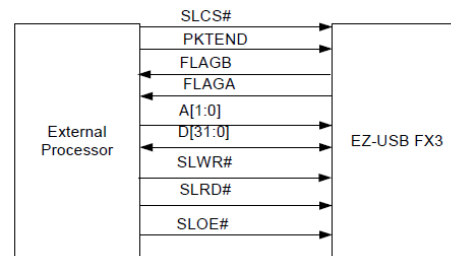 SLCS#
PKTEND
FLAGB
FLAGA
A[1:0]
D[31:0]
SLWR#
SLRD#
SLOE#
External
Processor
EZ-USB FX3